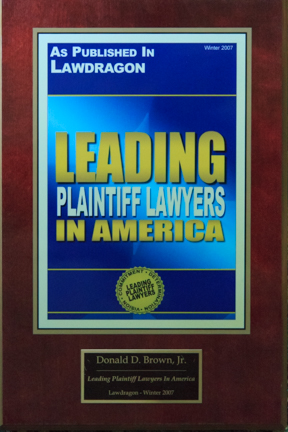 AS PUBLISHED IN
Winter 2007
LAWDRAGON
LEADING
PLAINTIFF LAWYERS
IN AMERICA
COMMITMENT
LEADING
PLAINTIFF
LAWYERS
Donald D. Brown, Jr.
Leading Plaintiff Lawyers In America
Lawdragon - Winter 2007